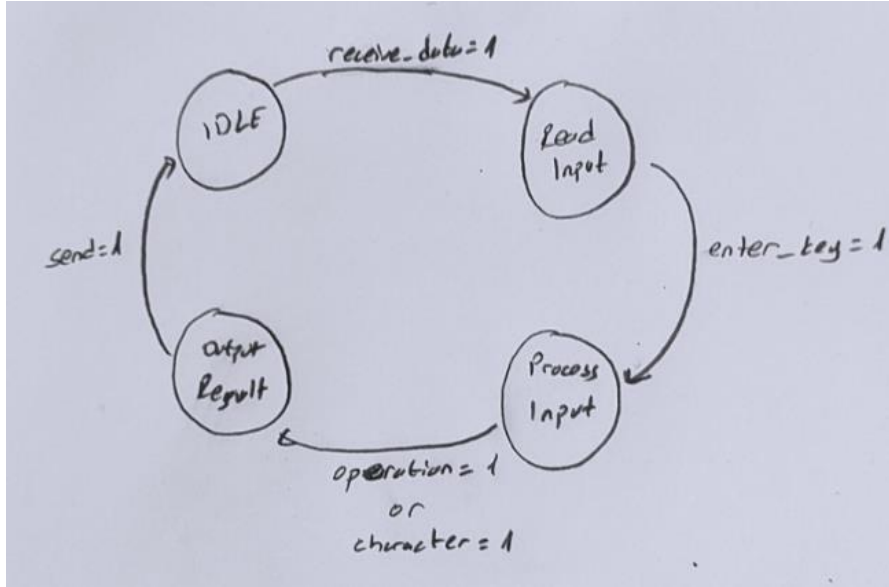 receive_data=1
iDLE
Read
Input
send=1
enter_key=1
Output
Result
Process
Input
operation=1
or
character=1